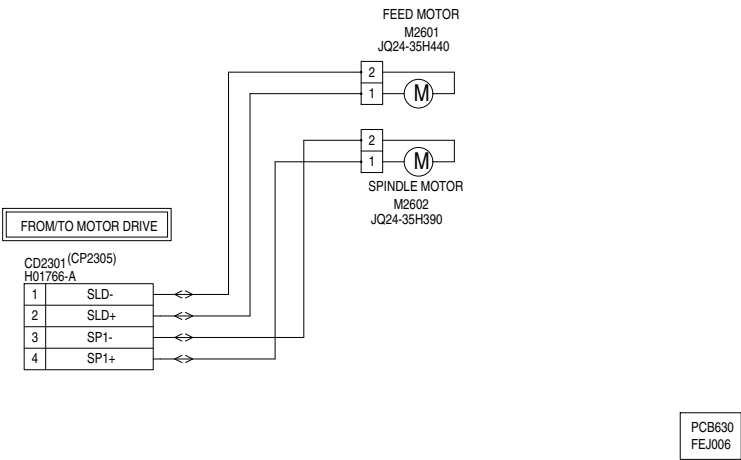 FEED MOTOR
M2601
JQ24-35H440
2
1
M
2
1
M
SPINDLE MOTOR
M2602
JQ24-35H390
FROM/TO MOTOR DRIVE
CD2301 (CP2305)
H01766-A
1 SLD-
2 SLD+
3 SP1-
4 SP1+
PCB630
FEJ006